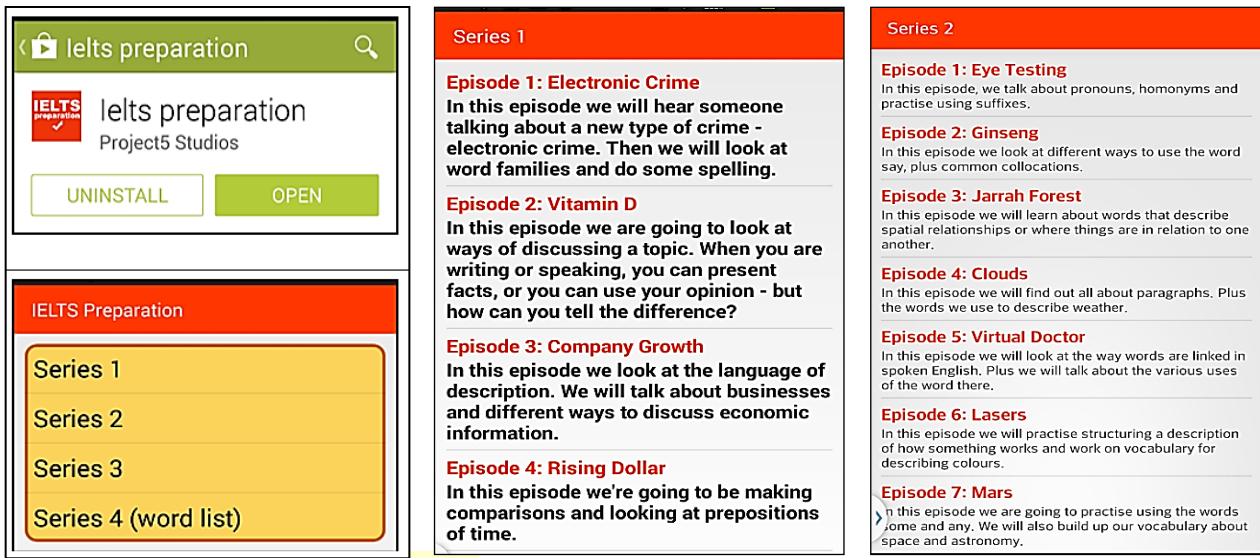 Ielts preparation
IELTS
preparation
Ielts preparation
Project5 Studios
UNINSTALL
OPEN
IELTS Preparation
Series 1
Series 2
Series 3
Series 4 (word list)
Series 1
Episode 1: Electronic Crime
In this episode we will hear someone
talking about a new type of crime -
electronic crime. Then we will look at
word families and do some spelling.
Episode 2: Vitamin D
In this episode we are going to look at
ways of discussing a topic. When you are
writing or speaking, you can present
facts, or you can use your opinion - but
how can you tell the difference?
Episode 3: Company Growth
In this episode we look at the language of
description. We will talk about businesses
and different ways to discuss economic
information.
Episode 4: Rising Dollar
In this episode we're going to be making
comparisons and looking at prepositions
of time.
Series 2
Episode 1: Eye Testing
In this episode, we talk about pronouns, homonyms and
practise using suffixes.
Episode 2: Ginseng
In this episode we look at different ways to use the word
say, plus common collocations.
Episode 3: Jarrah Forest
In this episode we will learn about words that describe
spatial relationships or where things are in relation to one
another.
Episode 4: Clouds
In this episode we will find out all about paragraphs. Plus
the words we use to describe weather.
Episode 5: Virtual Doctor
In this episode we will look at the way words are linked in
spoken English. Plus we will talk about the various uses
of the word there.
Episode 6: Lasers
In this episode we will practise structuring a description
of how something works and work on vocabulary for
describing colours.
Episode 7: Mars
In this episode we are going to practise using the words
some and any. We will also build up our vocabulary about
space and astronomy.